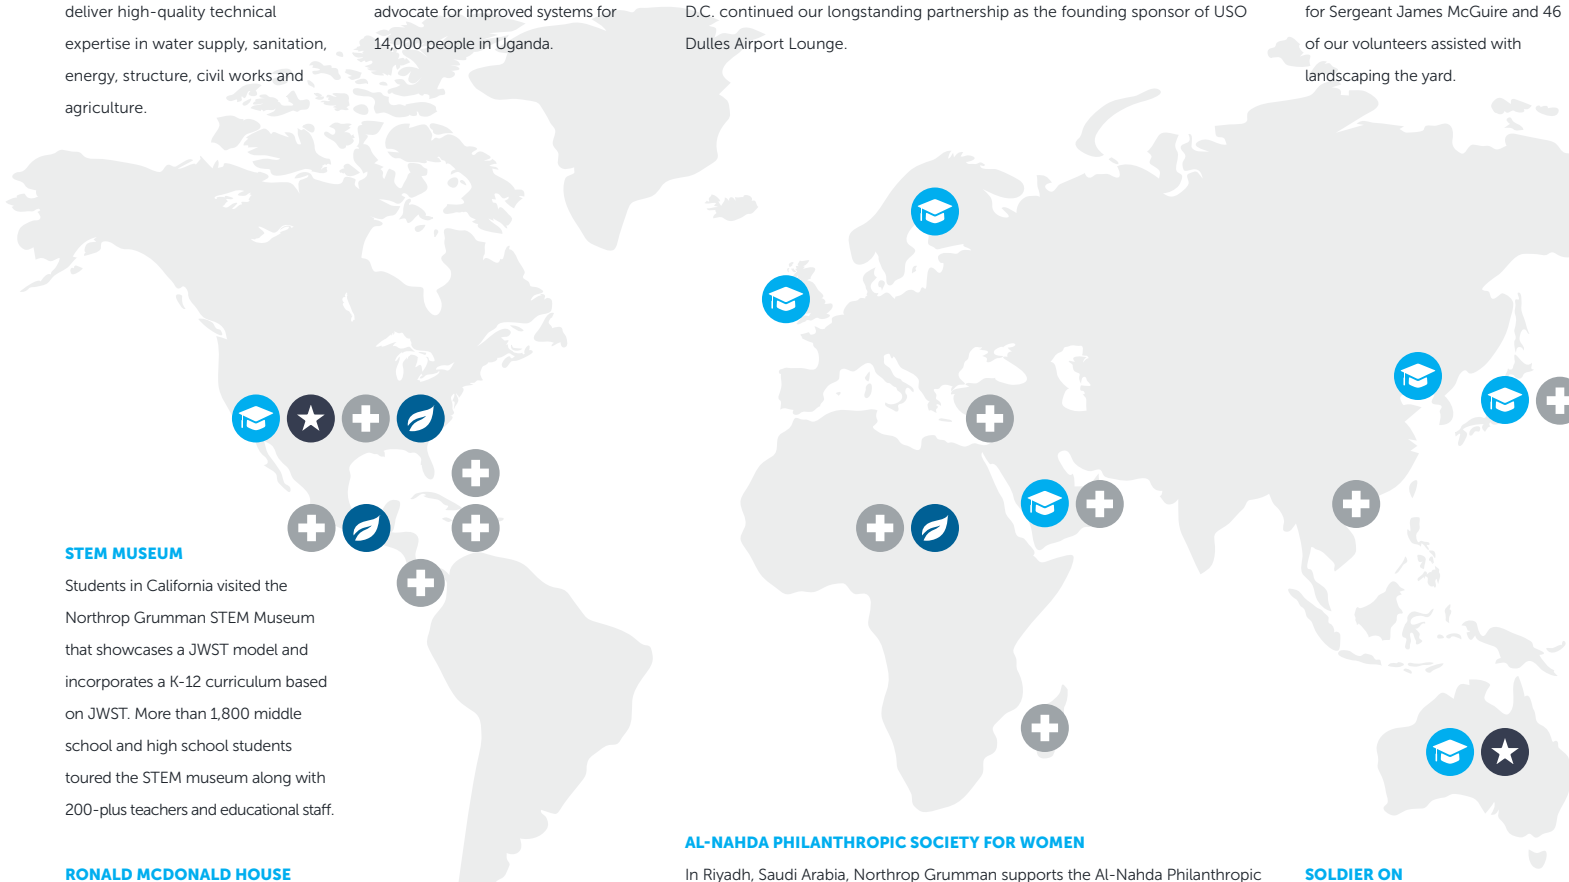 deliver high-quality technical
expertise in water supply, sanitation,
energy, structure, civil works and
agriculture.
advocate for improved systems for
14,000 people in Uganda.
D.C. continued our longstanding partnership as the founding sponsor of USO
Dulles Airport Lounge.
for Sergeant James McGuire and 46
of our volunteers assisted with
landscaping the yard.
STEM MUSEUM
Students in California visited the
Northrop Grumman STEM Museum
that showcases a JWST model and
incorporates a K-12 curriculum based
on JWST. More than 1,800 middle
school and high school students
toured the STEM museum along with
200-plus teachers and educational staff.
RONALD MCDONALD HOUSE
AL-NAHDA PHILANTHROPIC SOCIETY FOR WOMEN
In Riyadh, Saudi Arabia, Northrop Grumman supports the Al-Nahda Philanthropic
SOLDIER ON